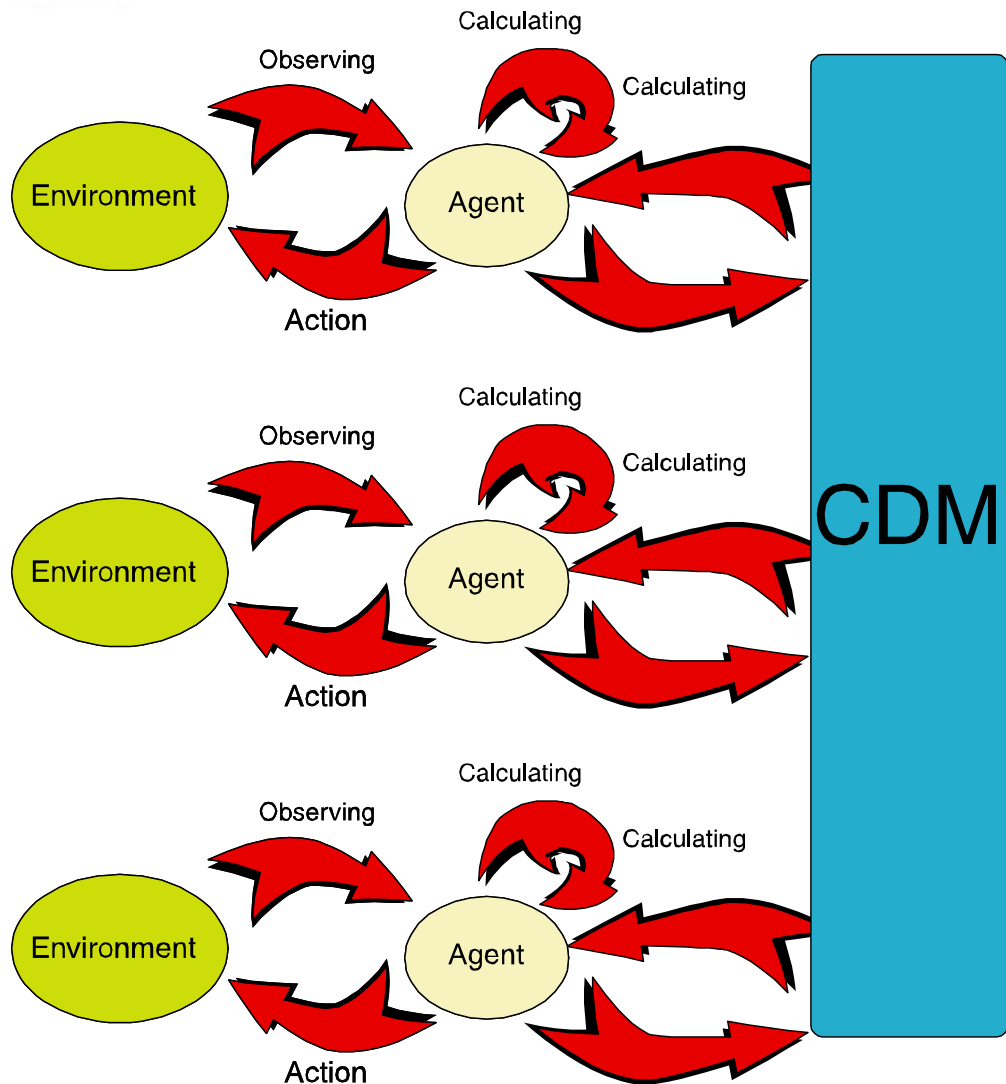 Calculating
Observing
Calculating
Environment
Agent
Action
Calculating
Observing
Calculating
CDM
Environment
Agent
Action
Calculating
Observing
Calculating
Environment
Agent
Action